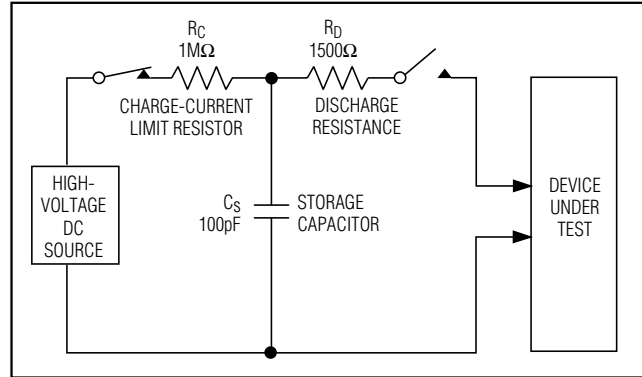 RC
1MΩ
CHARGE-CURRENT
LIMIT RESISTOR
RD
1500Ω
DISCHARGE
RESISTANCE
HIGH-
VOLTAGE
DC
SOURCE
CS
100pF
STORAGE
CAPACITOR
DEVICE
UNDER
TEST